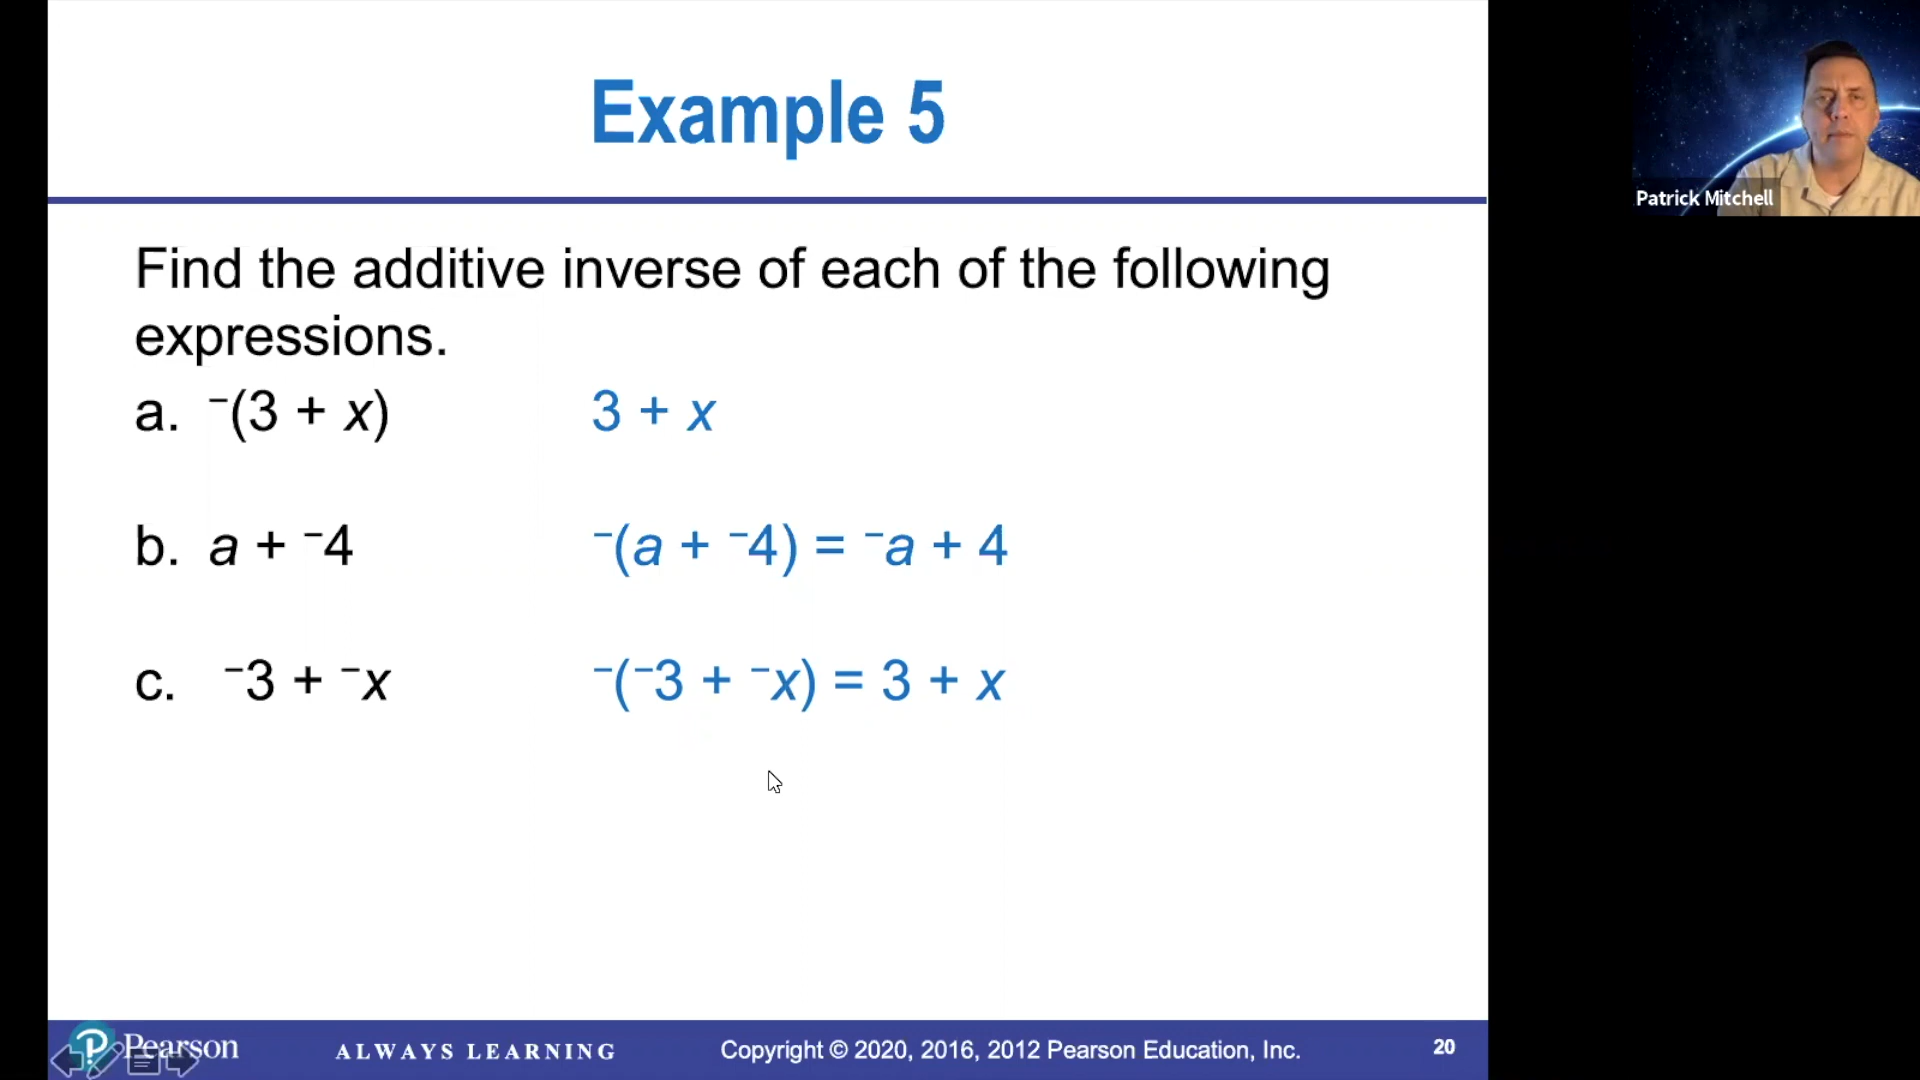 Example 5
Patrick Mitchell
Find the additive inverse of each of the following
expressions.
a. ⁻(3 + x) 3 + x
b. a + ⁻4 ⁻(a + ⁻4) = ⁻a + 4
c. ⁻3 + ⁻x ⁻(⁻3 + ⁻x) = 3 + x
Pearson ALWAYS LEARNING Copyright © 2020, 2016, 2012 Pearson Education, Inc. 20